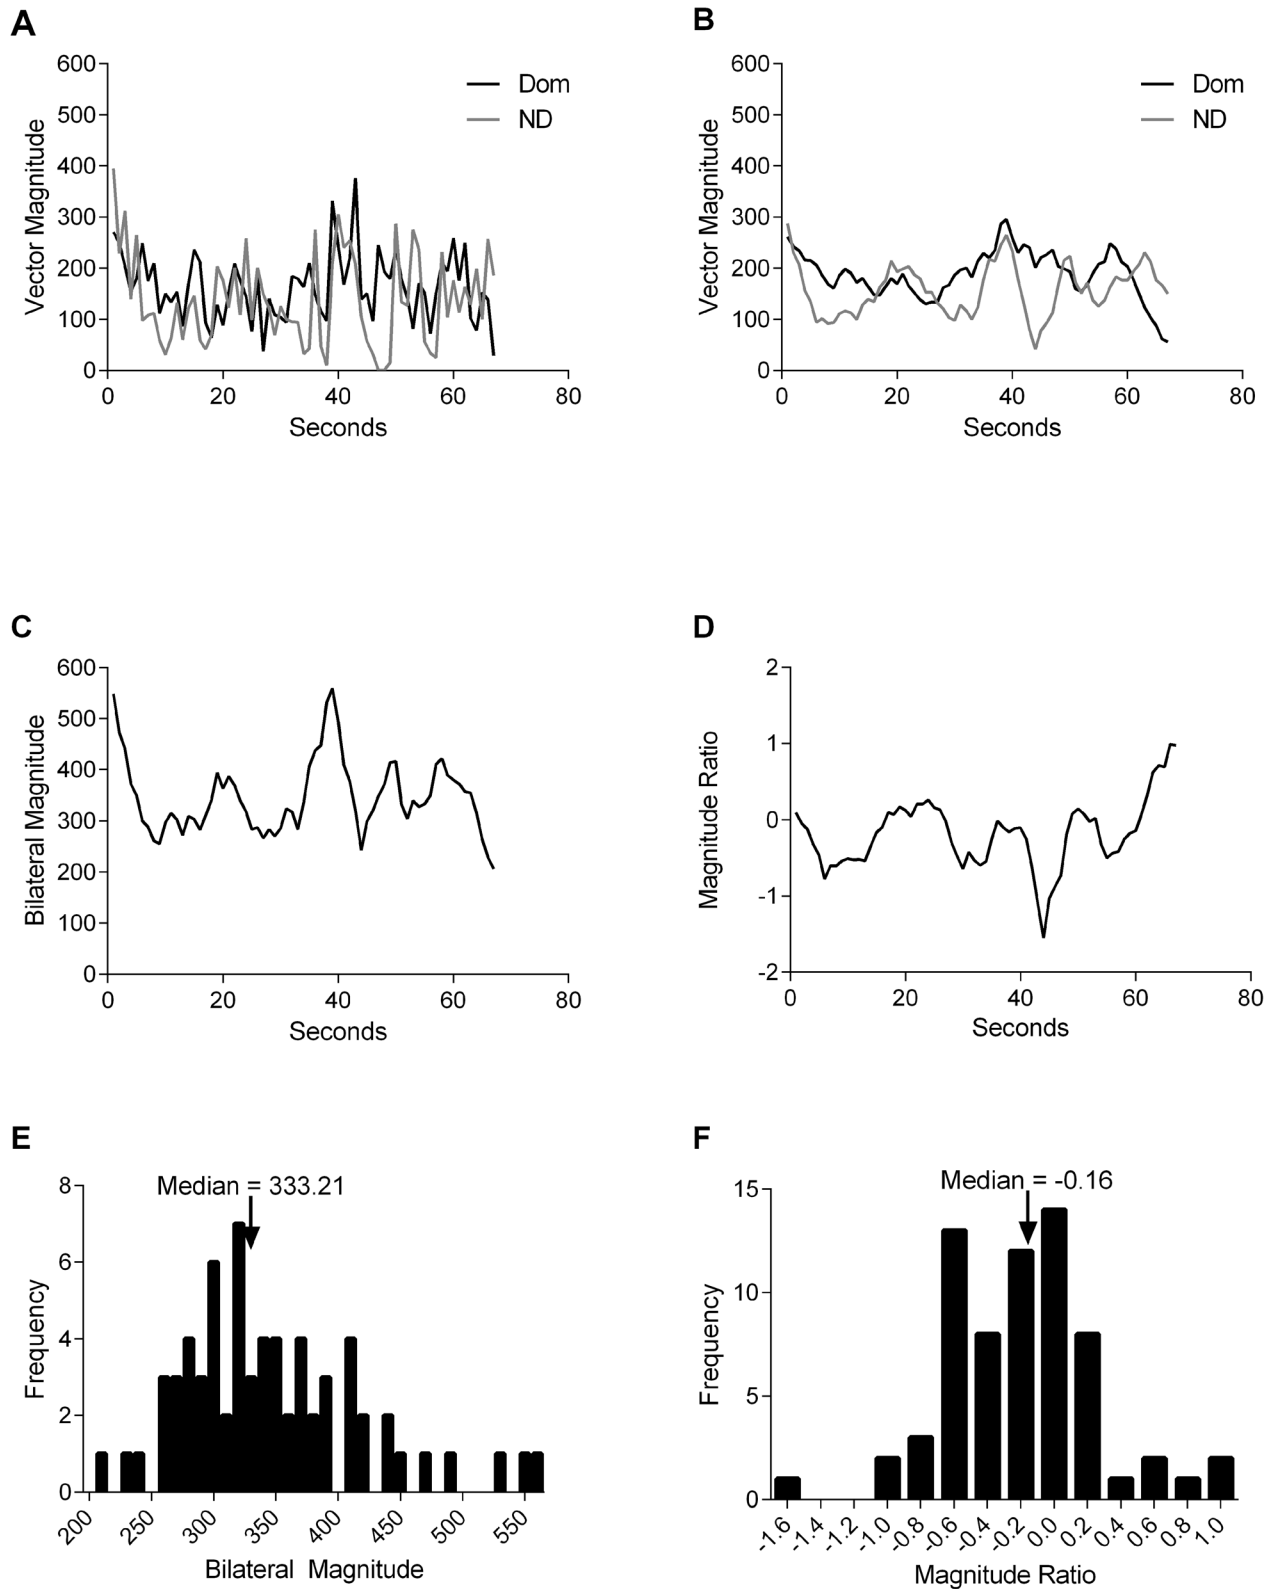 A
600
500
400
300
200
100
0
Vector Magnitude
Dom
ND
0 20 40 60 80
Seconds
B
600
500
400
300
200
100
0
Vector Magnitude
Dom
ND
0 20 40 60 80
Seconds
C
600
500
400
300
200
100
0
Bilateral Magnitude
0 20 40 60 80
Seconds
D
2
1
0
-1
-2
Magnitude Ratio
0 20 40 60 80
Seconds
E
Median = 333.21
8
6
4
2
0
Frequency
200 250 300 350 400 450 500 550
Bilateral Magnitude
F
Median = -0.16
15
10
5
0
Frequency
-1.6 -1.4 -1.2 -1.0 -0.8 -0.6 -0.4 -0.2 0.0 0.2 0.4 0.6 0.8 1.0
Magnitude Ratio